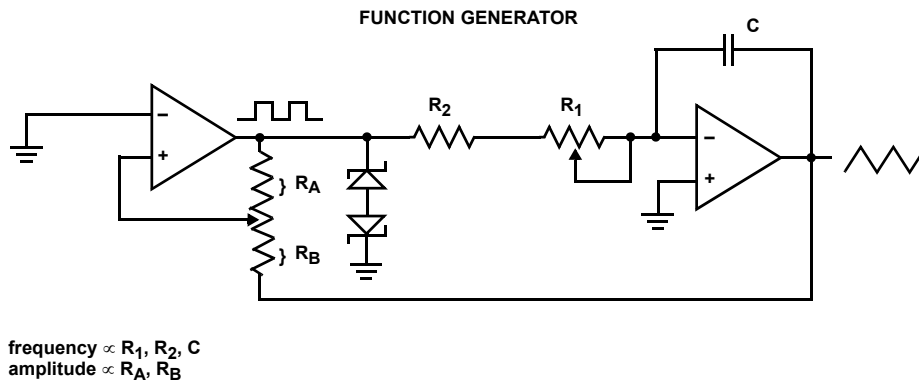 FUNCTION GENERATOR
C
R2
R1
−
+
} RA
} RB
−
+
frequency ∝ R1, R2, C
amplitude ∝ RA, RB